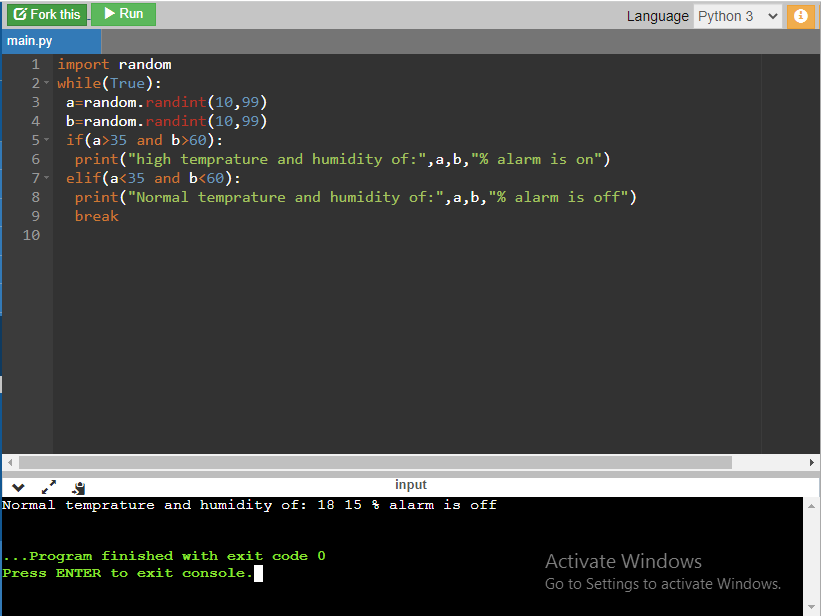 Fork this Run Language Python 3
main.py
1 import random
2 while(True):
3 a=random.randint(10,99)
4 b=random.randint(10,99)
5 if(a>35 and b>60):
6 print("high temprature and humidity of:",a,b,"% alarm is on")
7 elif(a<35 and b<60):
8 print("Normal temprature and humidity of:",a,b,"% alarm is off")
9 break
10
input
Normal temprature and humidity of: 18 15 % alarm is off
...Program finished with exit code 0
Press ENTER to exit console.
Activate Windows
Go to Settings to activate Windows.